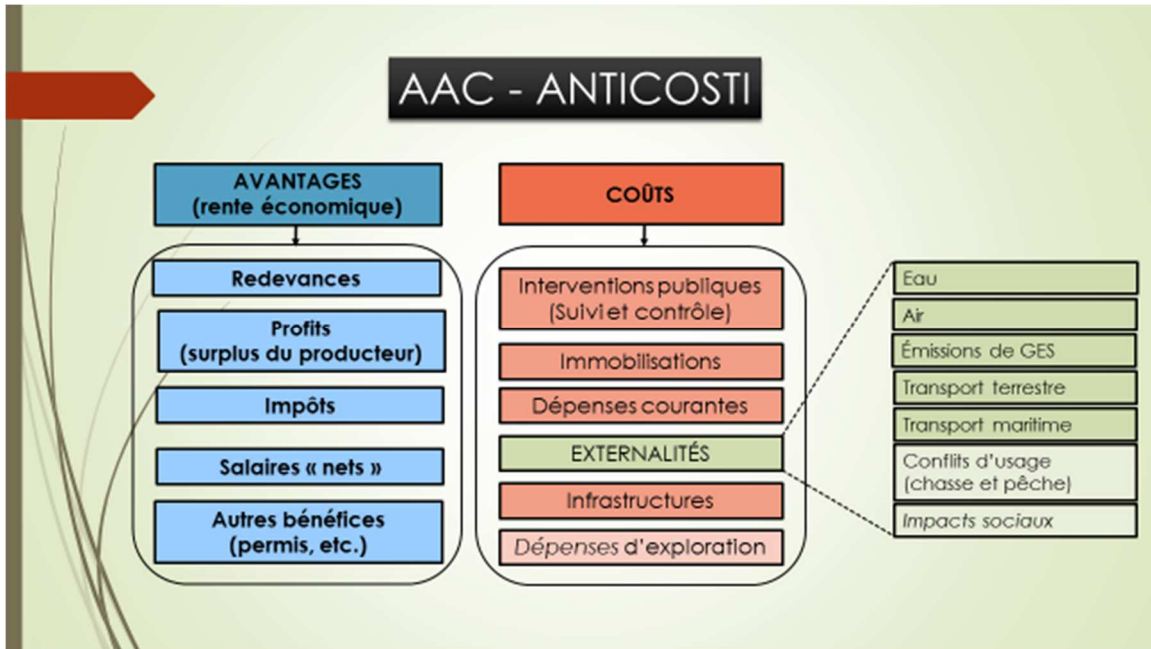 AAC - ANTICOSTI
AVANTAGES
(rente économique)
Redevances
Profits
(surplus du producteur)
Impôts
Salaires « nets »
Autres bénéfices
(permis, etc.)
COÛTS
Interventions publiques
(Suivi et contrôle)
Immobilisations
Dépenses courantes
EXTERNALITÉS
Infrastructures
Dépenses d'exploration
Eau
Air
Émissions de GES
Transport terrestre
Transport maritime
Conflits d'usage
(chasse et pêche)
Impacts sociaux